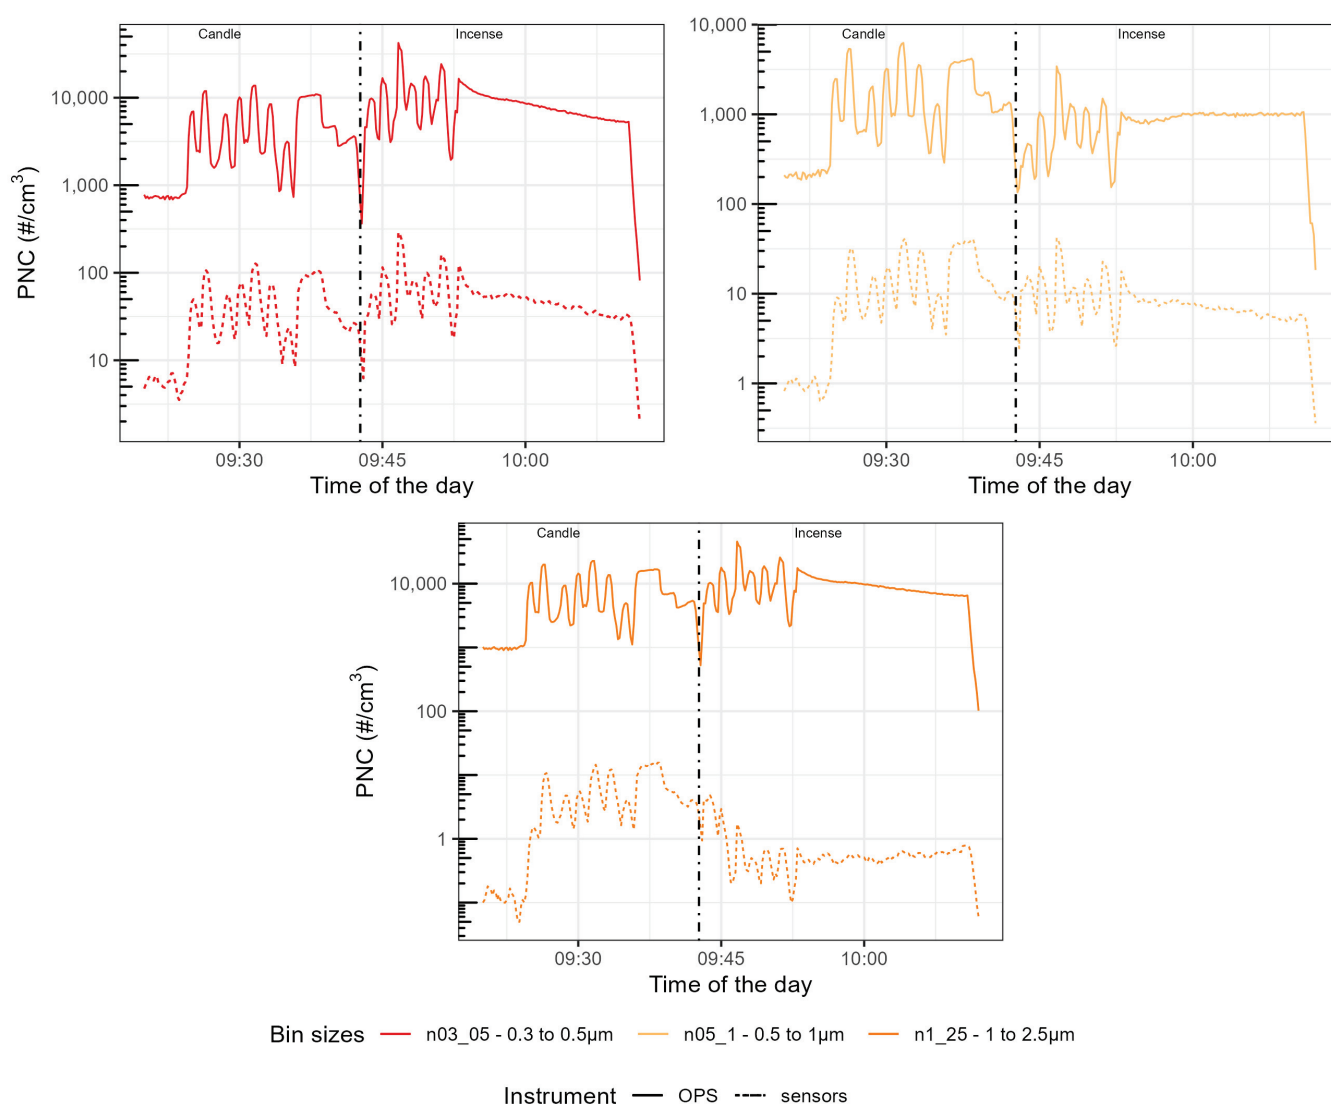 Candle Incense
10,000
1,000
100
10
PNC (#/cm³)
09:30 09:45 10:00
Time of the day
Candle Incense
10,000
1,000
100
10
1
09:30 09:45 10:00
Time of the day
Candle Incense
10,000
100
1
PNC (#/cm³)
09:30 09:45 10:00
Time of the day
Bin sizes n03_05 - 0.3 to 0.5µm n05_1 - 0.5 to 1µm n1_25 - 1 to 2.5µm
Instrument OPS sensors